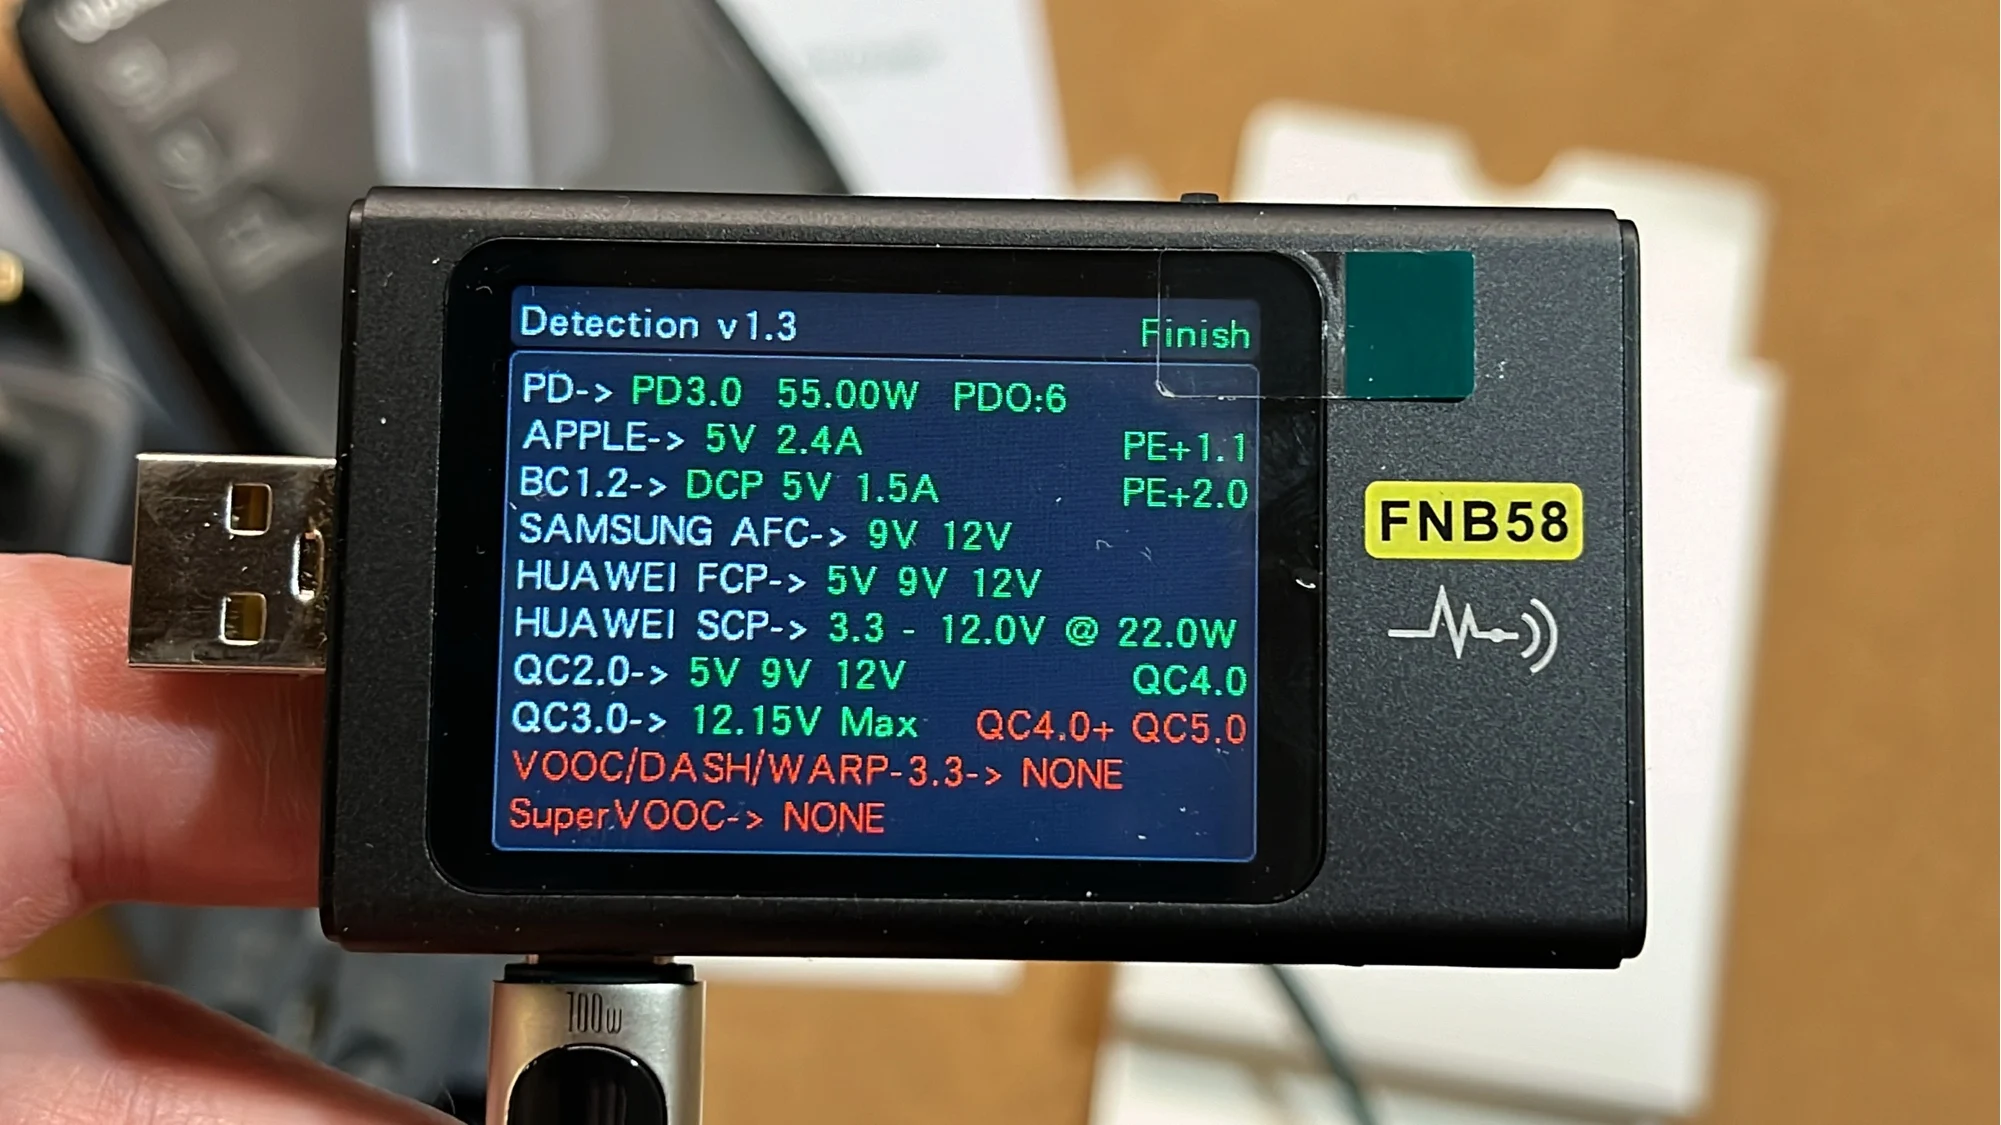 Detection v1.3 Finish
PD-> PD3.0 55.00W PDO:6
APPLE-> 5V 2.4A PE+1.1
BC1.2-> DCP 5V 1.5A PE+2.0
SAMSUNG AFC-> 9V 12V
HUAWEI FCP-> 5V 9V 12V
HUAWEI SCP-> 3.3 - 12.0V @ 22.0W
QC2.0-> 5V 9V 12V QC4.0
QC3.0-> 12.15V Max QC4.0+ QC5.0
VOOC/DASH/WARP-3.3-> NONE
SuperVOOC-> NONE
FNB58
100w